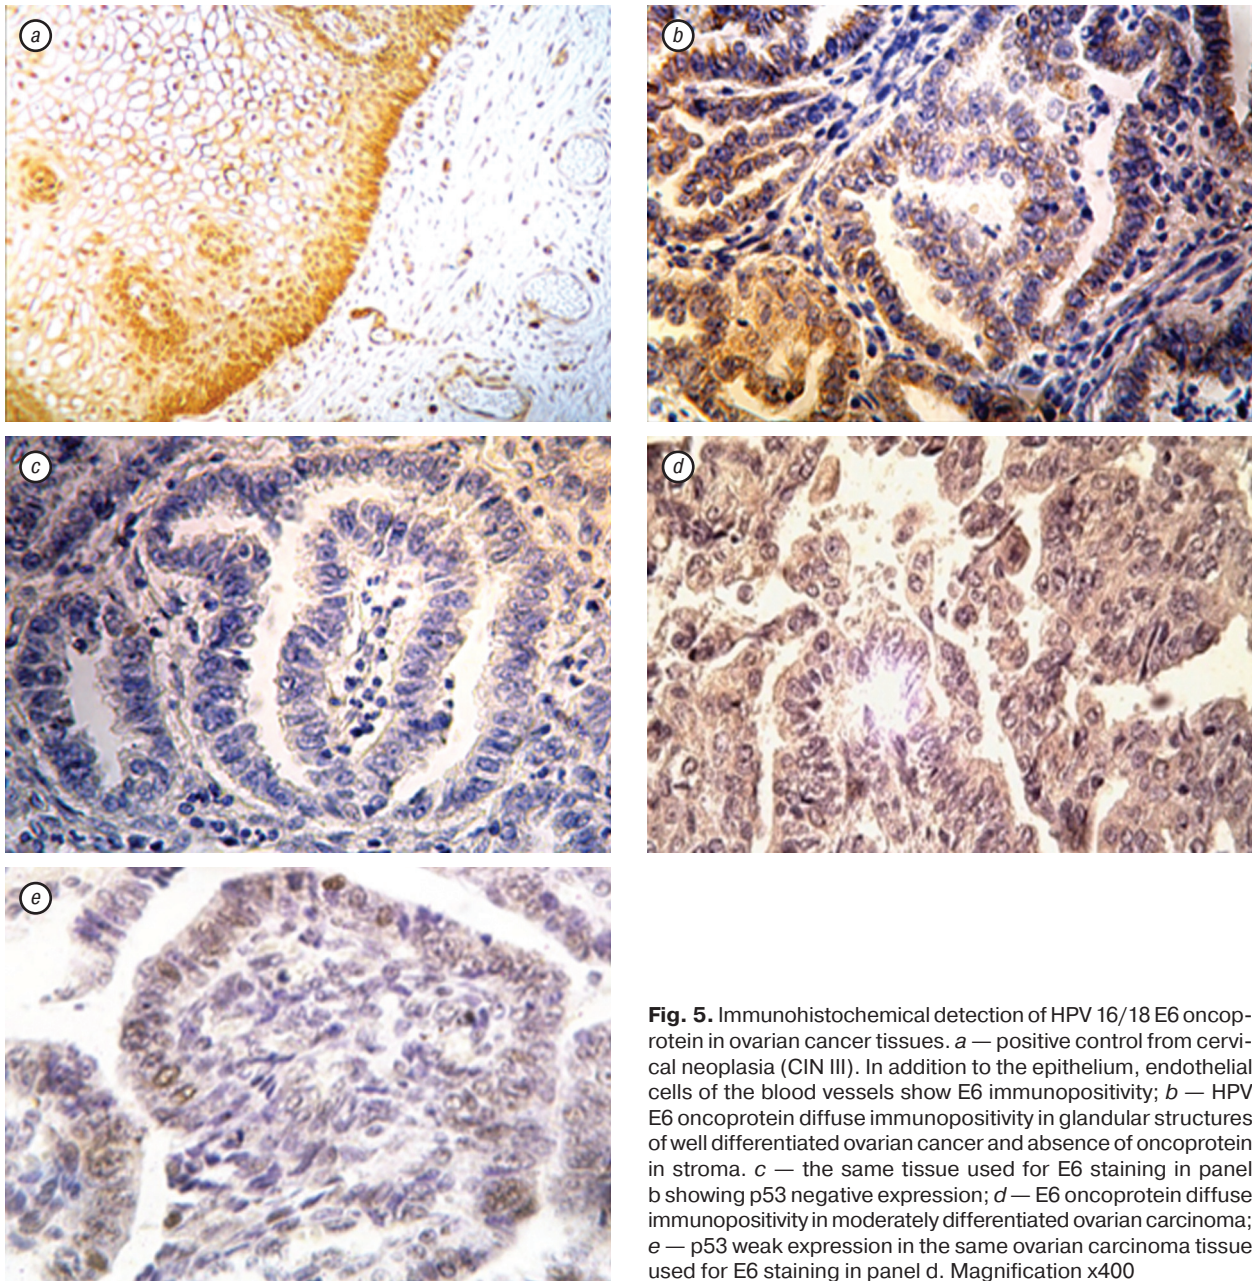 a
b
c
d
e
Fig. 5. Immunohistochemical detection of HPV 16/18 E6 oncop-
rotein in ovarian cancer tissues. a — positive control from cervi-
cal neoplasia (CIN III). In addition to the epithelium, endothelial
cells of the blood vessels show E6 immunopositivity; b — HPV
E6 oncoprotein diffuse immunopositivity in glandular structures
of well differentiated ovarian cancer and absence of oncoprotein
in stroma. c — the same tissue used for E6 staining in panel
b showing p53 negative expression; d — E6 oncoprotein diffuse
immunopositivity in moderately differentiated ovarian carcinoma;
e — p53 weak expression in the same ovarian carcinoma tissue
used for E6 staining in panel d. Magnification x400